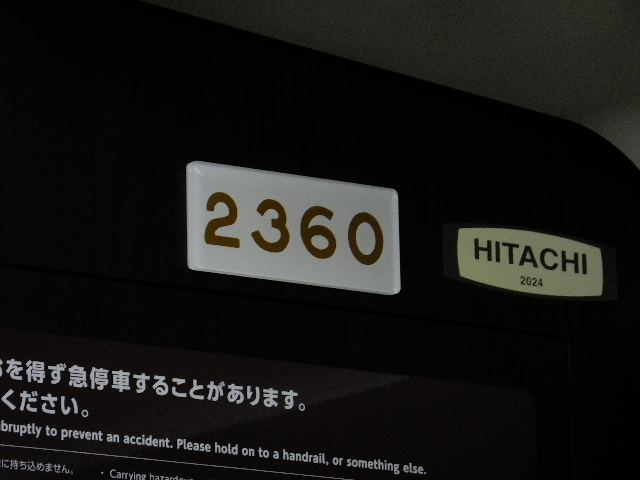 2360
HITACHI
2024
を得ず急停車することがあります。
ください。
bruptly to prevent an accident. Please hold on to a handrail, or something else.
に持ち込めません。
・Carrying